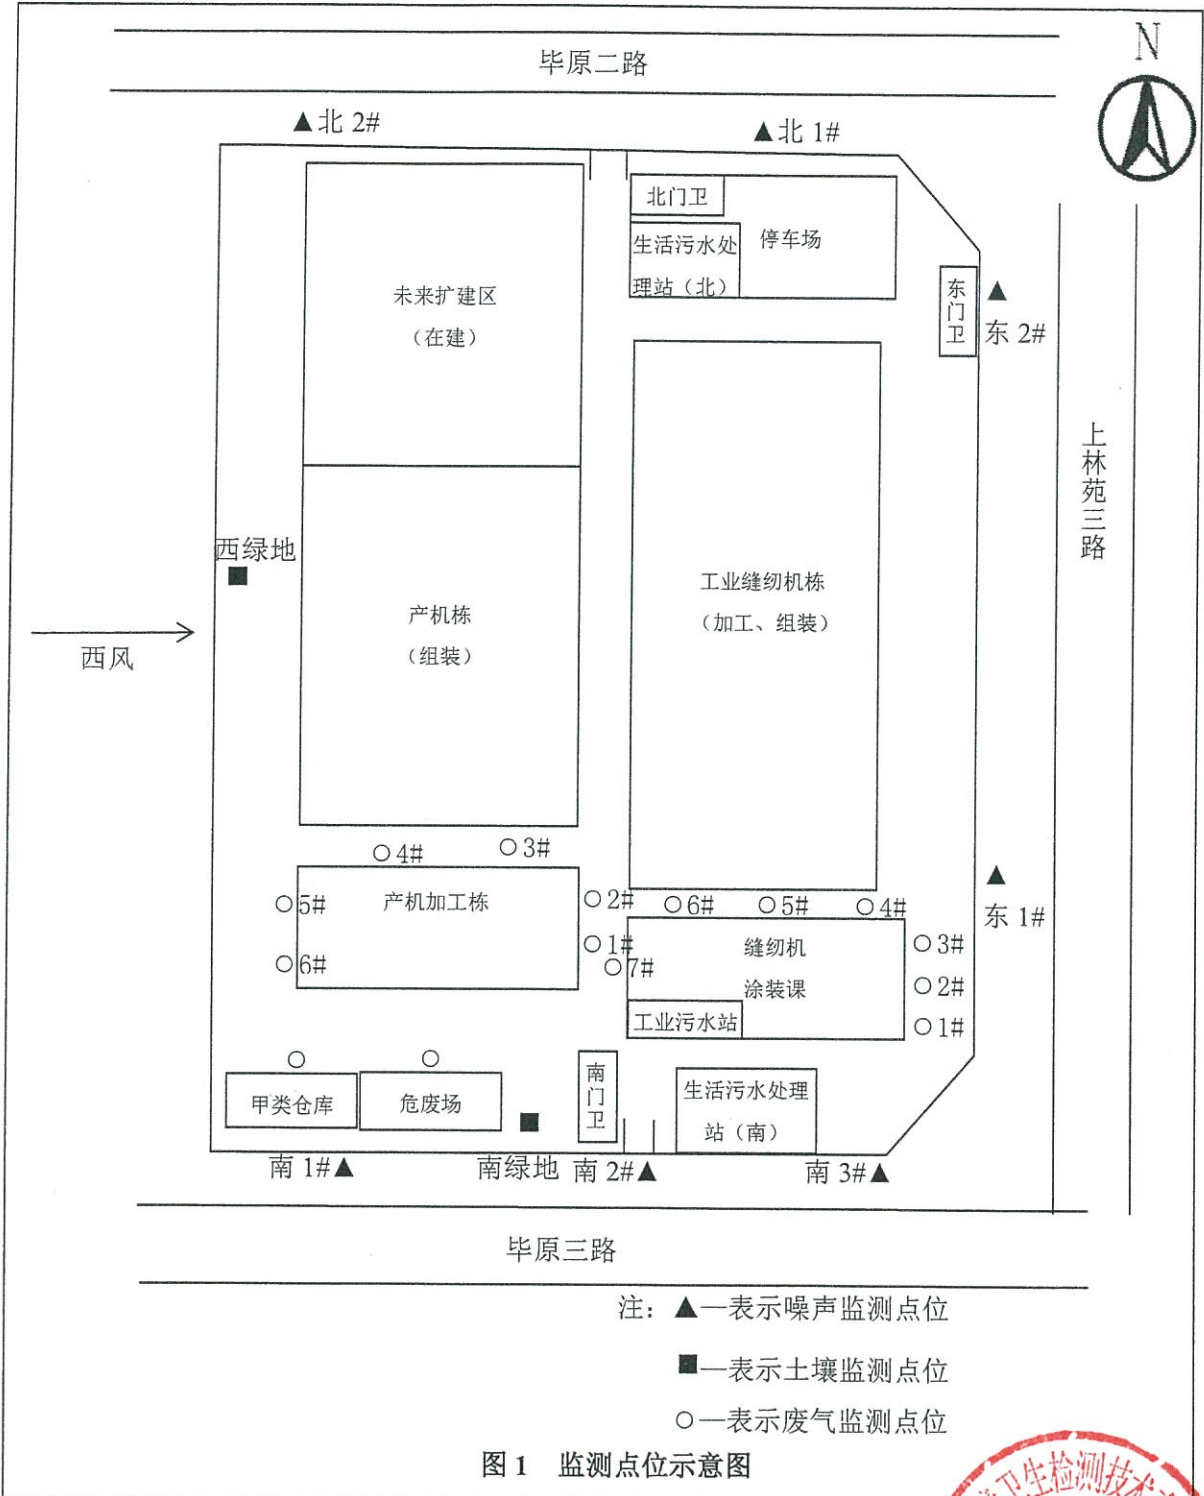 毕原二路
N
▲北 2#
▲北 1#
北门卫
停车场
生活污水处
理站（北）
未来扩建区
（在建）
东门卫
▲
东 2#
上林苑三路
西绿地
■
西风
产机栋
（组装）
工业缝纫机栋
（加工、组装）
○4#
○3#
○5#
产机加工栋
○2#
○6#
○5#
○4#
▲
东 1#
○6#
○1#
○7#
缝纫机
涂装课
○3#
○2#
○1#
工业污水站
甲类仓库
危废场
南门卫
生活污水处理
站（南）
南 1#▲
南绿地
南 2#▲
南 3#▲
毕原三路
注：▲—表示噪声监测点位
■—表示土壤监测点位
○—表示废气监测点位
图 1 监测点位示意图
卫生检测技术